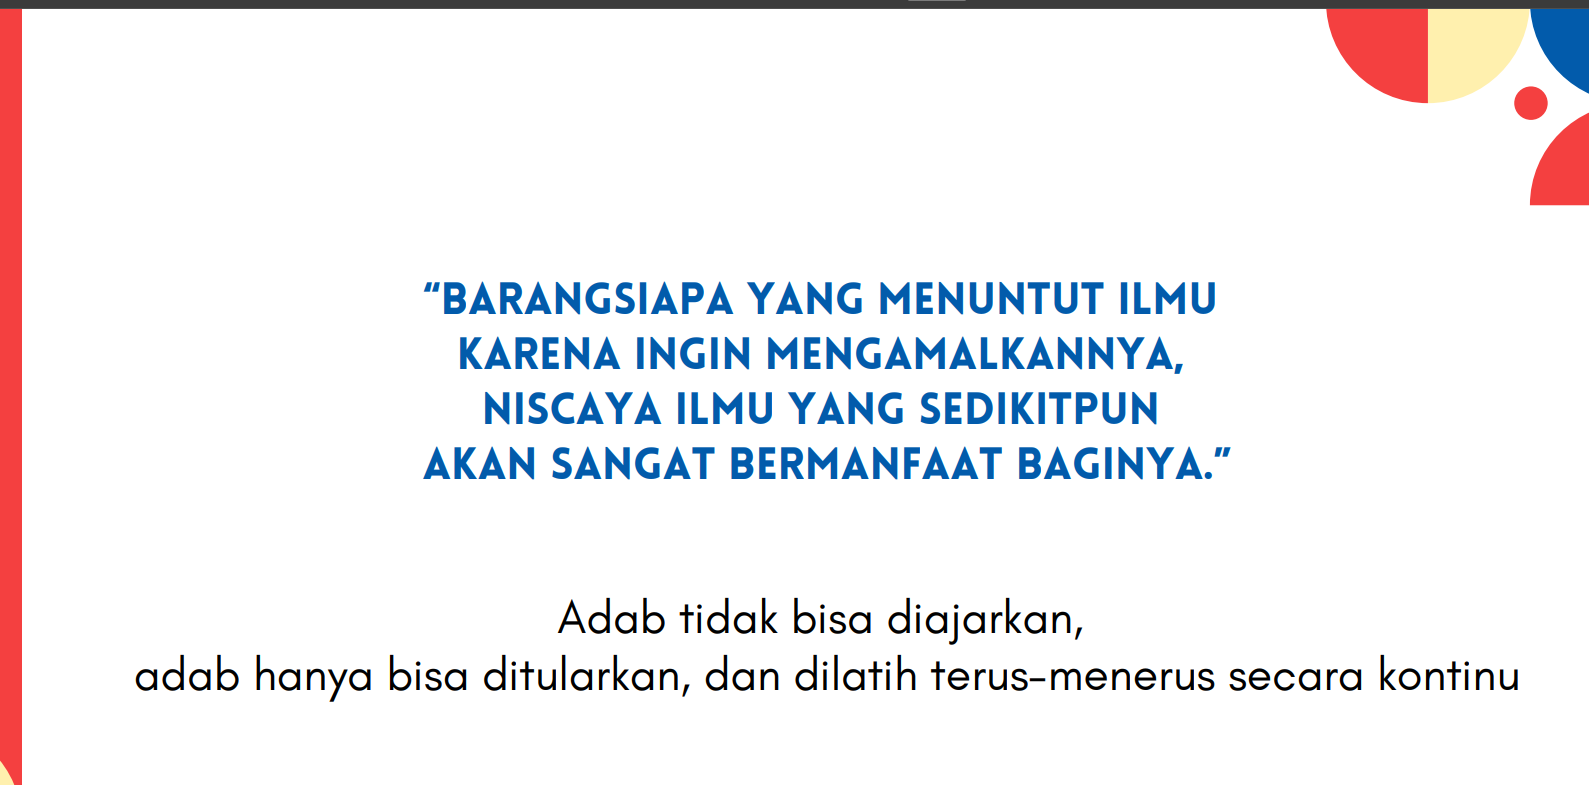 “BARANGSIAPA YANG MENUNTUT ILMU
KARENA INGIN MENGAMALKANNYA,
NISCAYA ILMU YANG SEDIKITPUN
AKAN SANGAT BERMANFAAT BAGINYA.”
Adab tidak bisa diajarkan,
adab hanya bisa ditularkan, dan dilatih terus-menerus secara kontinu